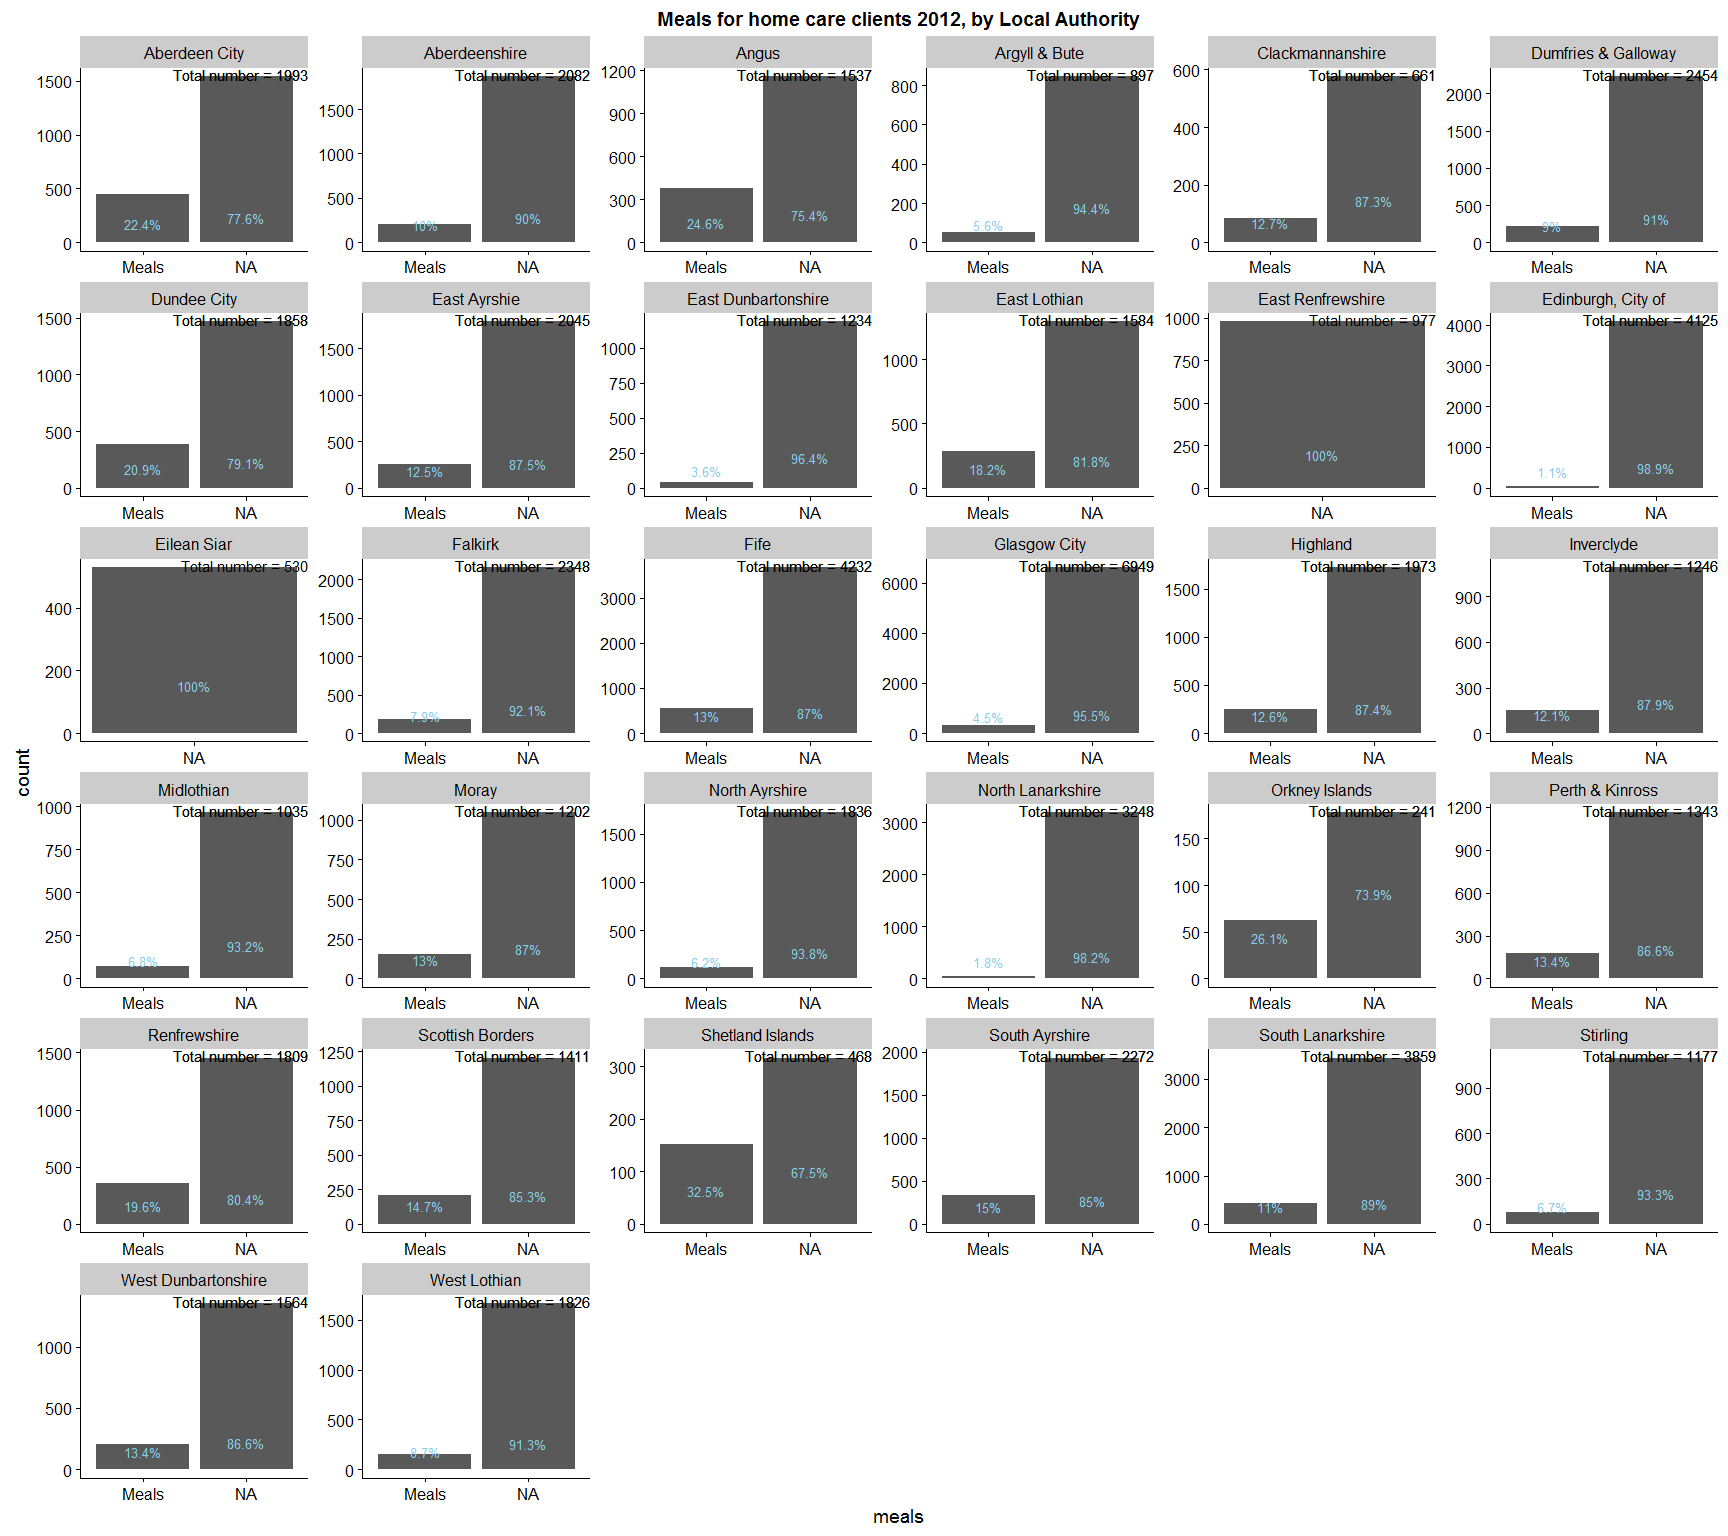 Meals for home care clients 2012, by Local Authority
Aberdeen City
Aberdeenshire
Angus
Argyll & Bute
Clackmannanshire
Dumfries & Galloway
Total number = 1993
1500
1000
500
0
22.4%
77.6%
Meals
NA
Total number = 2082
1500
1000
500
0
10%
90%
Meals
NA
Total number = 1537
1200
900
600
300
0
24.6%
75.4%
Meals
NA
Total number = 897
800
600
400
200
0
5.6%
94.4%
Meals
NA
Total number = 661
600
400
200
0
12.7%
87.3%
Meals
NA
Total number = 2454
2000
1500
1000
500
0
9%
91%
Meals
NA
Dundee City
East Ayrshie
East Dunbartonshire
East Lothian
East Renfrewshire
Edinburgh, City of
Total number = 1858
1500
1000
500
0
20.9%
79.1%
Meals
NA
Total number = 2045
1500
1000
500
0
12.5%
87.5%
Meals
NA
Total number = 1234
1000
750
500
250
0
3.6%
96.4%
Meals
NA
Total number = 1584
1000
500
0
18.2%
81.8%
Meals
NA
Total number = 977
1000
750
500
250
0
100%
NA
Total number = 4125
4000
3000
2000
1000
0
1.1%
98.9%
Meals
NA
Eilean Siar
Falkirk
Fife
Glasgow City
Highland
Inverclyde
Total number = 530
400
200
0
100%
NA
Total number = 2348
2000
1500
1000
500
0
7.9%
92.1%
Meals
NA
Total number = 4232
3000
2000
1000
0
13%
87%
Meals
NA
Total number = 6949
6000
4000
2000
0
4.5%
95.5%
Meals
NA
Total number = 1973
1500
1000
500
0
12.6%
87.4%
Meals
NA
Total number = 1246
900
600
300
0
12.1%
87.9%
Meals
NA
count
Midlothian
Moray
North Ayrshire
North Lanarkshire
Orkney Islands
Perth & Kinross
Total number = 1035
1000
750
500
250
0
6.8%
93.2%
Meals
NA
Total number = 1202
1000
750
500
250
0
13%
87%
Meals
NA
Total number = 1836
1500
1000
500
0
6.2%
93.8%
Meals
NA
Total number = 3248
3000
2000
1000
0
1.8%
98.2%
Meals
NA
Total number = 241
150
100
50
0
26.1%
73.9%
Meals
NA
Total number = 1343
1200
900
600
300
0
13.4%
86.6%
Meals
NA
Renfrewshire
Scottish Borders
Shetland Islands
South Ayrshire
South Lanarkshire
Stirling
Total number = 1809
1500
1000
500
0
19.6%
80.4%
Meals
NA
Total number = 1411
1250
1000
750
500
250
0
14.7%
85.3%
Meals
NA
Total number = 468
300
200
100
0
32.5%
67.5%
Meals
NA
Total number = 2272
2000
1500
1000
500
0
15%
85%
Meals
NA
Total number = 3859
3000
2000
1000
0
11%
89%
Meals
NA
Total number = 1177
900
600
300
0
6.7%
93.3%
Meals
NA
West Dunbartonshire
West Lothian
Total number = 1564
1000
500
0
13.4%
86.6%
Meals
NA
Total number = 1826
1500
1000
500
0
8.7%
91.3%
Meals
NA
meals